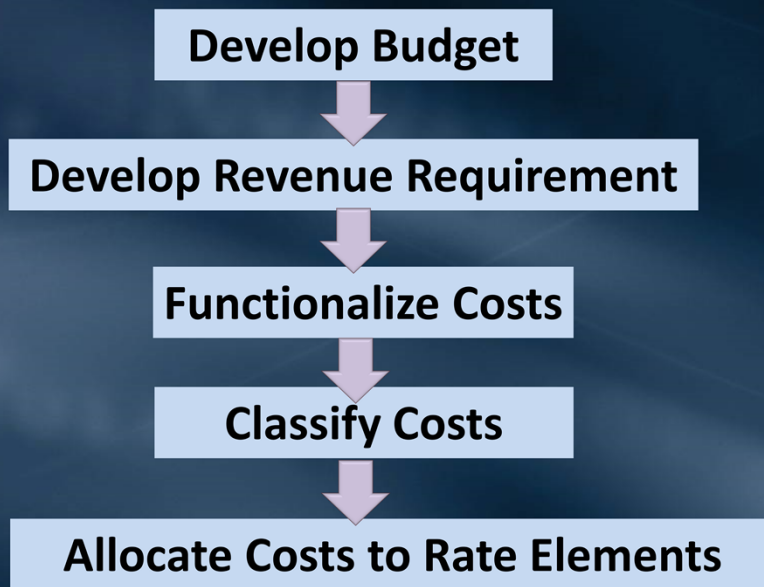 Develop Budget
Develop Revenue Requirement
Functionalize Costs
Classify Costs
Allocate Costs to Rate Elements